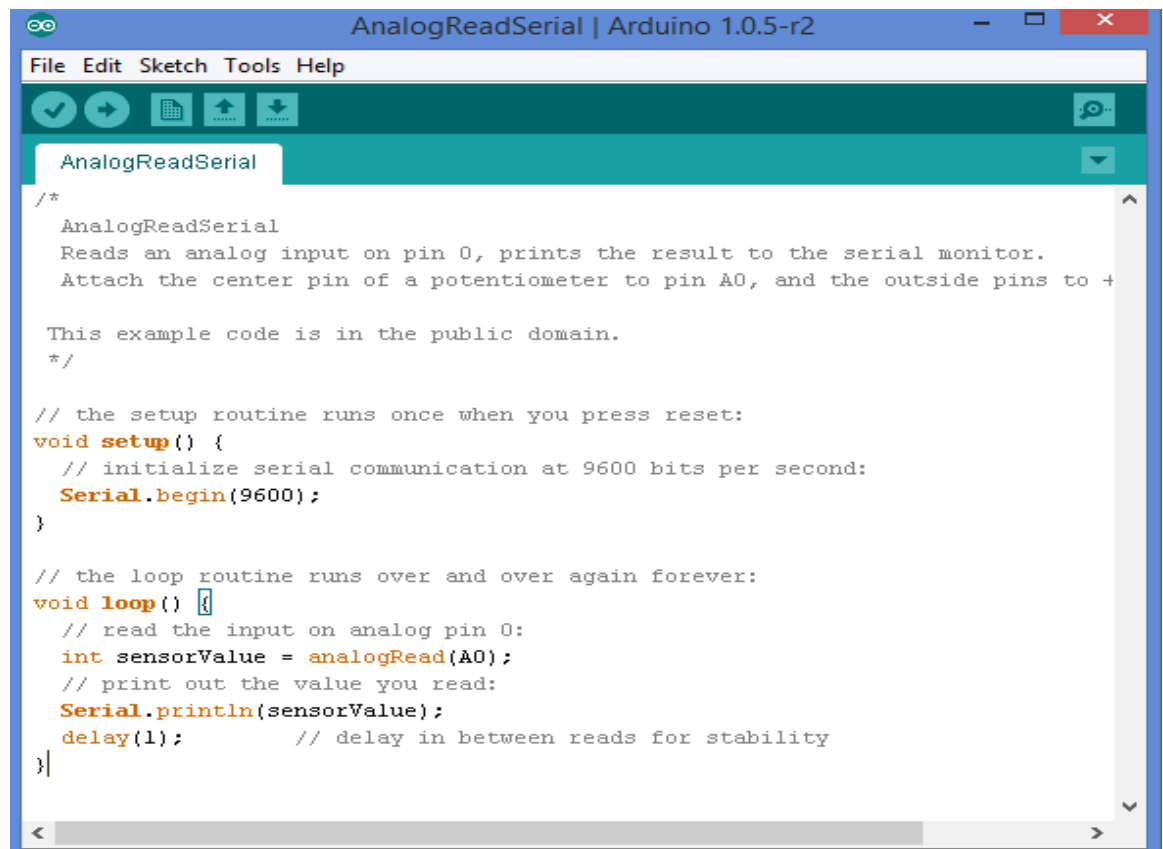 AnalogReadSerial | Arduino 1.0.5-r2
File Edit Sketch Tools Help
AnalogReadSerial
/*
  AnalogReadSerial
  Reads an analog input on pin 0, prints the result to the serial monitor.
  Attach the center pin of a potentiometer to pin A0, and the outside pins to +

 This example code is in the public domain.
 */

// the setup routine runs once when you press reset:
void setup() {
  // initialize serial communication at 9600 bits per second:
  Serial.begin(9600);
}

// the loop routine runs over and over again forever:
void loop() {
  // read the input on analog pin 0:
  int sensorValue = analogRead(A0);
  // print out the value you read:
  Serial.println(sensorValue);
  delay(1);        // delay in between reads for stability
}